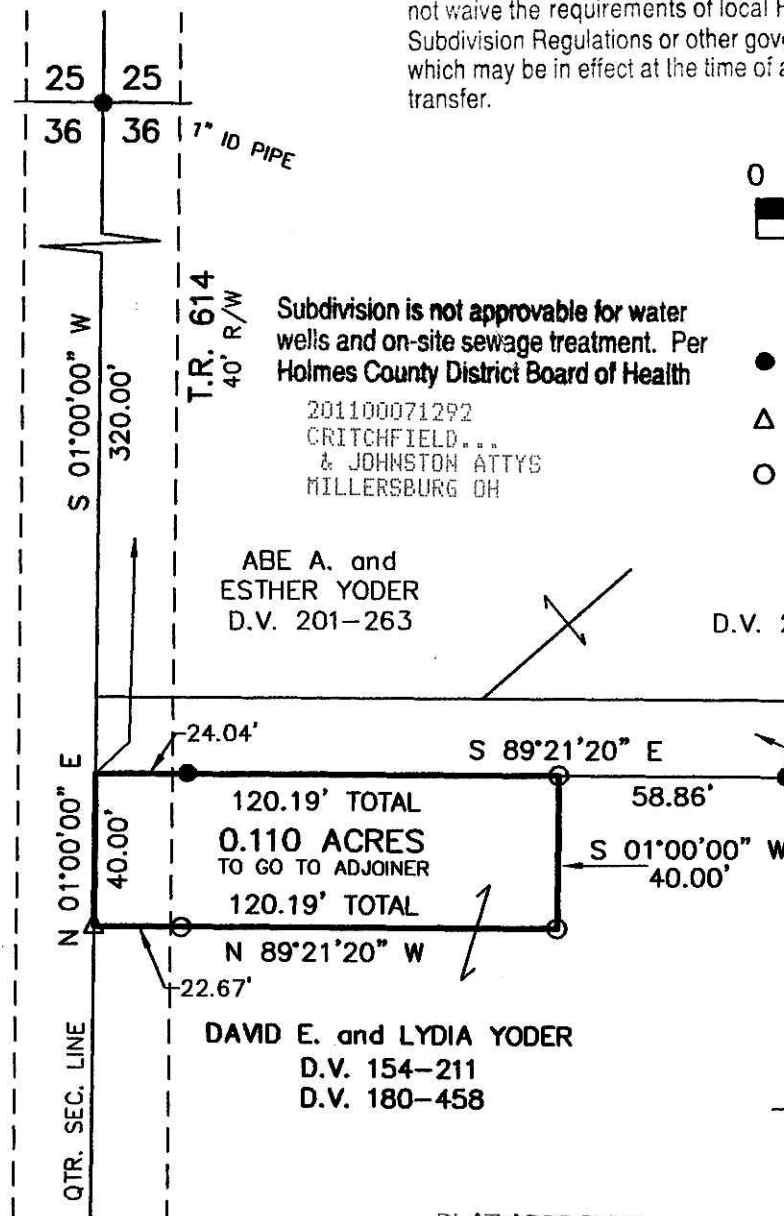 not waive the requirements of local
Subdivision Regulations or other
which may be in effect at the time of
transfer.
25 25
36 36
1" ID PIPE
0
S 01°00'00" W
320.00'
T.R. 614
40' R/W
Subdivision is not approvable for water
wells and on-site sewage treatment. Per
Holmes County District Board of Health
201100071292
CRITCHFIELD...
& JOHNSTON ATTYS
MILLERSBURG OH
ABE A. and
ESTHER YODER
D.V. 201-263
D.V.
24.04'
S 89°21'20" E
58.86'
N 01°00'00" E
40.00'
120.19' TOTAL
0.110 ACRES
TO GO TO ADJOINER
120.19' TOTAL
S 01°00'00" W
40.00'
N 89°21'20" W
22.67'
DAVID E. and LYDIA YODER
D.V. 154-211
D.V. 180-458
QTR. SEC. LINE